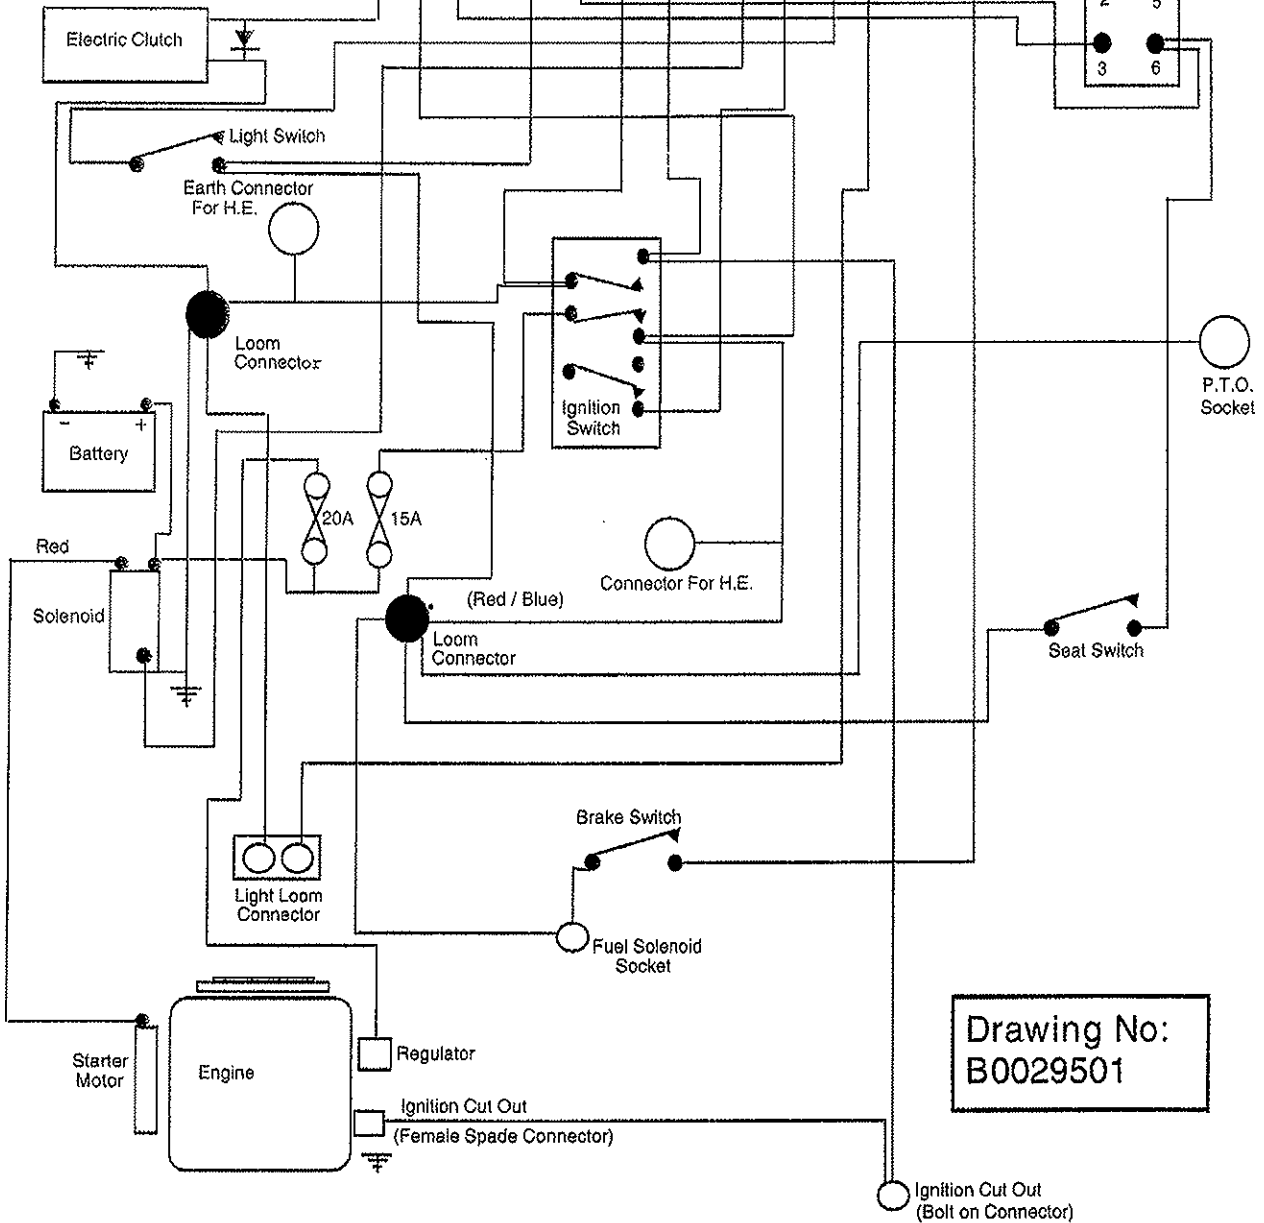 2 5
Electric Clutch
3 6
Light Switch
Earth Connector
For H.E.
Loom
Connector
P.T.O.
Socket
Ignition
Switch
- +
Battery
20A
15A
Red
Connector For H.E.
(Red / Blue)
Solenoid
Loom
Connector
Seat Switch
Brake Switch
Light Loom
Connector
Fuel Solenoid
Socket
Drawing No:
B0029501
Starter
Motor
Engine
Regulator
Ignition Cut Out
(Female Spade Connector)
Ignition Cut Out
(Bolt on Connector)